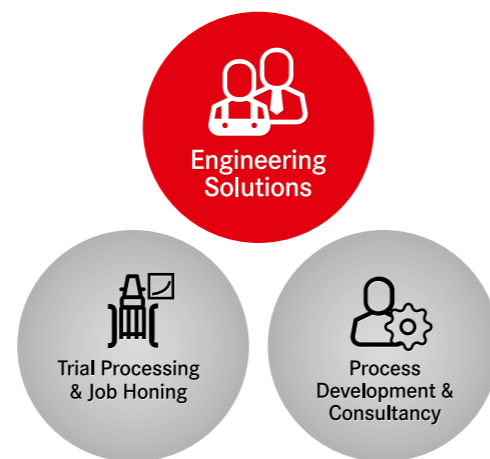 Engineering
Solutions
Trial Processing
& Job Honing
Process
Development &
Consultancy